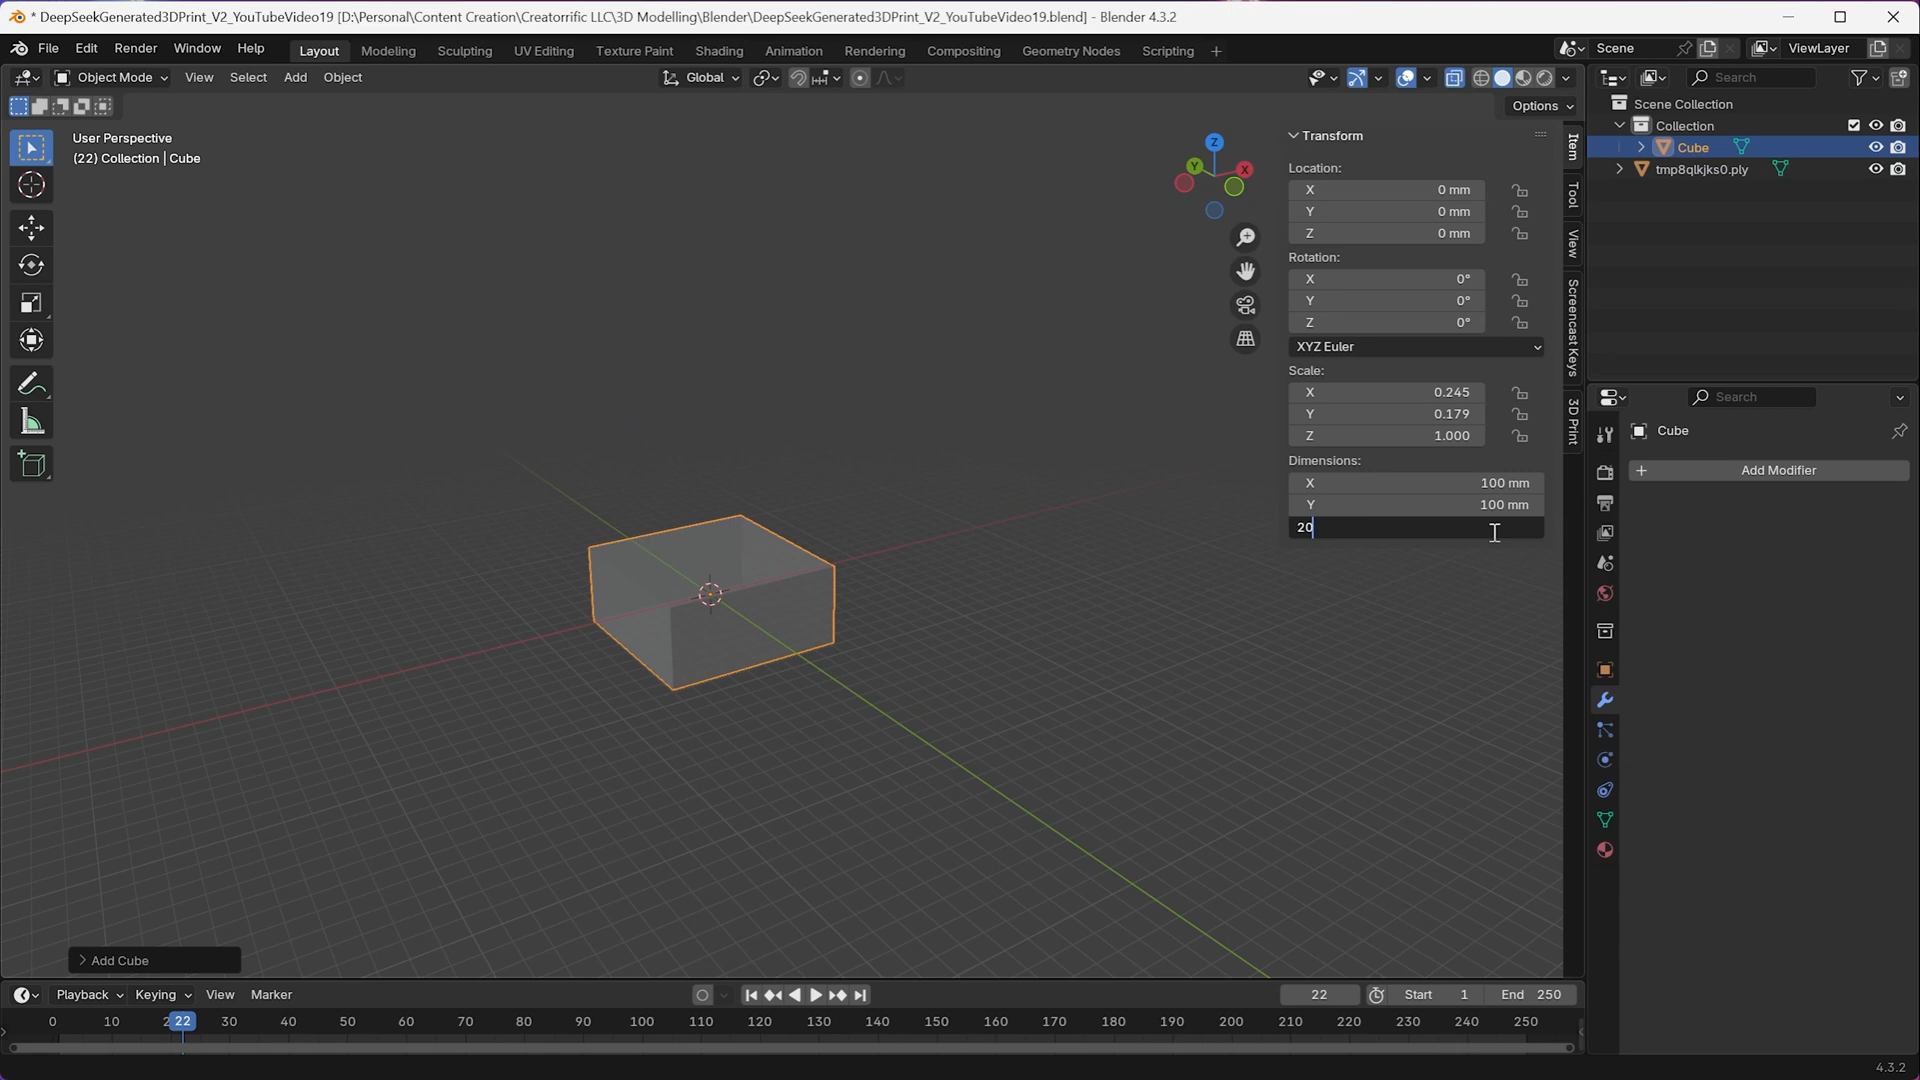 * DeepSeekGenerated3DPrint_V2_YouTubeVideo19 [D:\Personal\Content Creation\Creatorrific LLC\3D Modelling\Blender\DeepSeekGenerated3DPrint_V2_YouTubeVideo19.blend] - Blender 4.3.2
File Edit Render Window Help Layout Modeling Sculpting UV Editing Texture Paint Shading Animation Rendering Compositing Geometry Nodes Scripting + Scene ViewLayer
Object Mode View Select Add Object Global Search
Options
Scene Collection
Collection
Cube
tmp8qlkjks0.ply
User Perspective
(22) Collection | Cube
Z
Y
X
Transform
Location:
X 0 mm
Y 0 mm
Z 0 mm
Rotation:
X 0°
Y 0°
Z 0°
XYZ Euler
Scale:
X 0.245
Y 0.179
Z 1.000
Dimensions:
X 100 mm
Y 100 mm
20
Item
Tool
View
Screencast Keys
3D Print
Search
Cube
+ Add Modifier
Add Cube
Playback Keying View Marker 22 Start 1 End 250
0 10 2 22 30 40 50 60 70 80 90 100 110 120 130 140 150 160 170 180 190 200 210 220 230 240 250
4.3.2